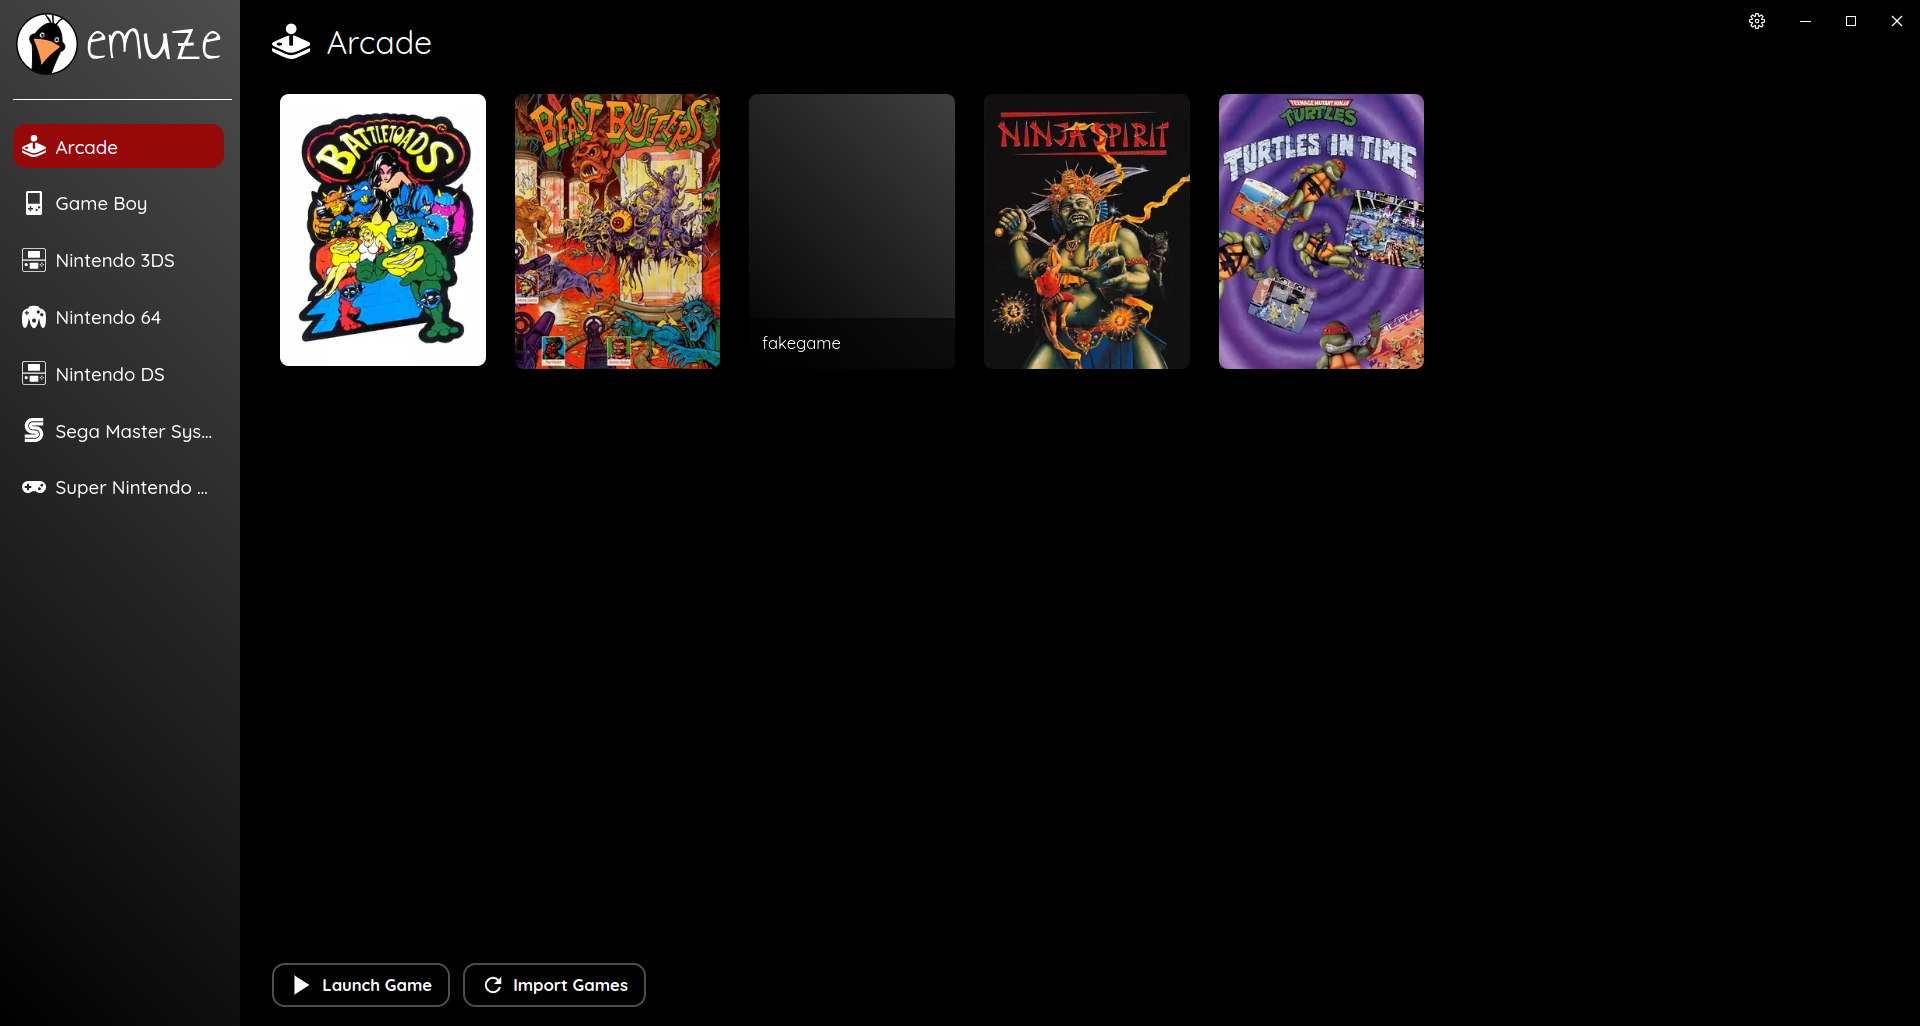 emuze
Arcade
Game Boy
Nintendo 3DS
Nintendo 64
Nintendo DS
Sega Master Sys...
Super Nintendo ...
Arcade
BATTLETOADS
BEAST BUSTERS
fakegame
NINJA SPIRIT
TEENAGE MUTANT NINJA
TURTLES
TURTLES IN TIME
Launch Game
Import Games